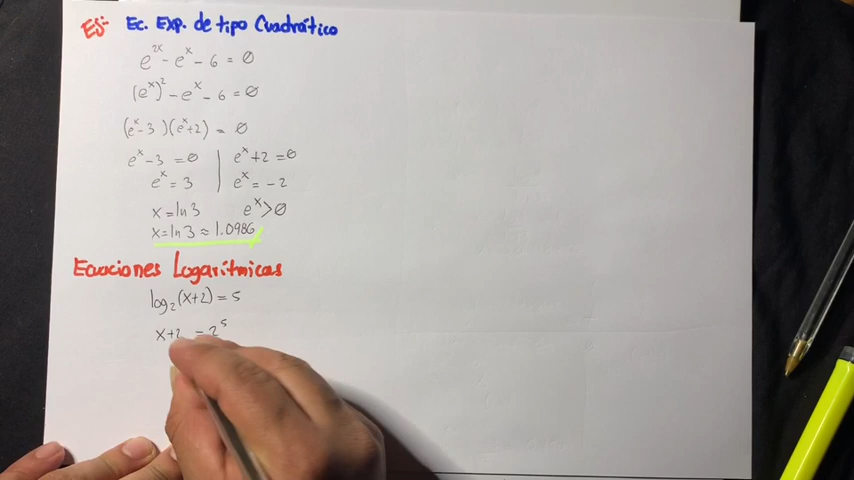 Ej:- Ec. Exp. de tipo Cuadrático
e^{2x} - e^x - 6 = 0
(e^x)^2 - e^x - 6 = 0
(e^x - 3)(e^x + 2) = 0
e^x - 3 = 0 | e^x + 2 = 0
e^x = 3 | e^x = -2
x = ln 3 e^x > 0
x = ln 3 ≈ 1.0986
Ecuaciones Logarítmicas
log_2 (x+2) = 5
x+2 = 2^5